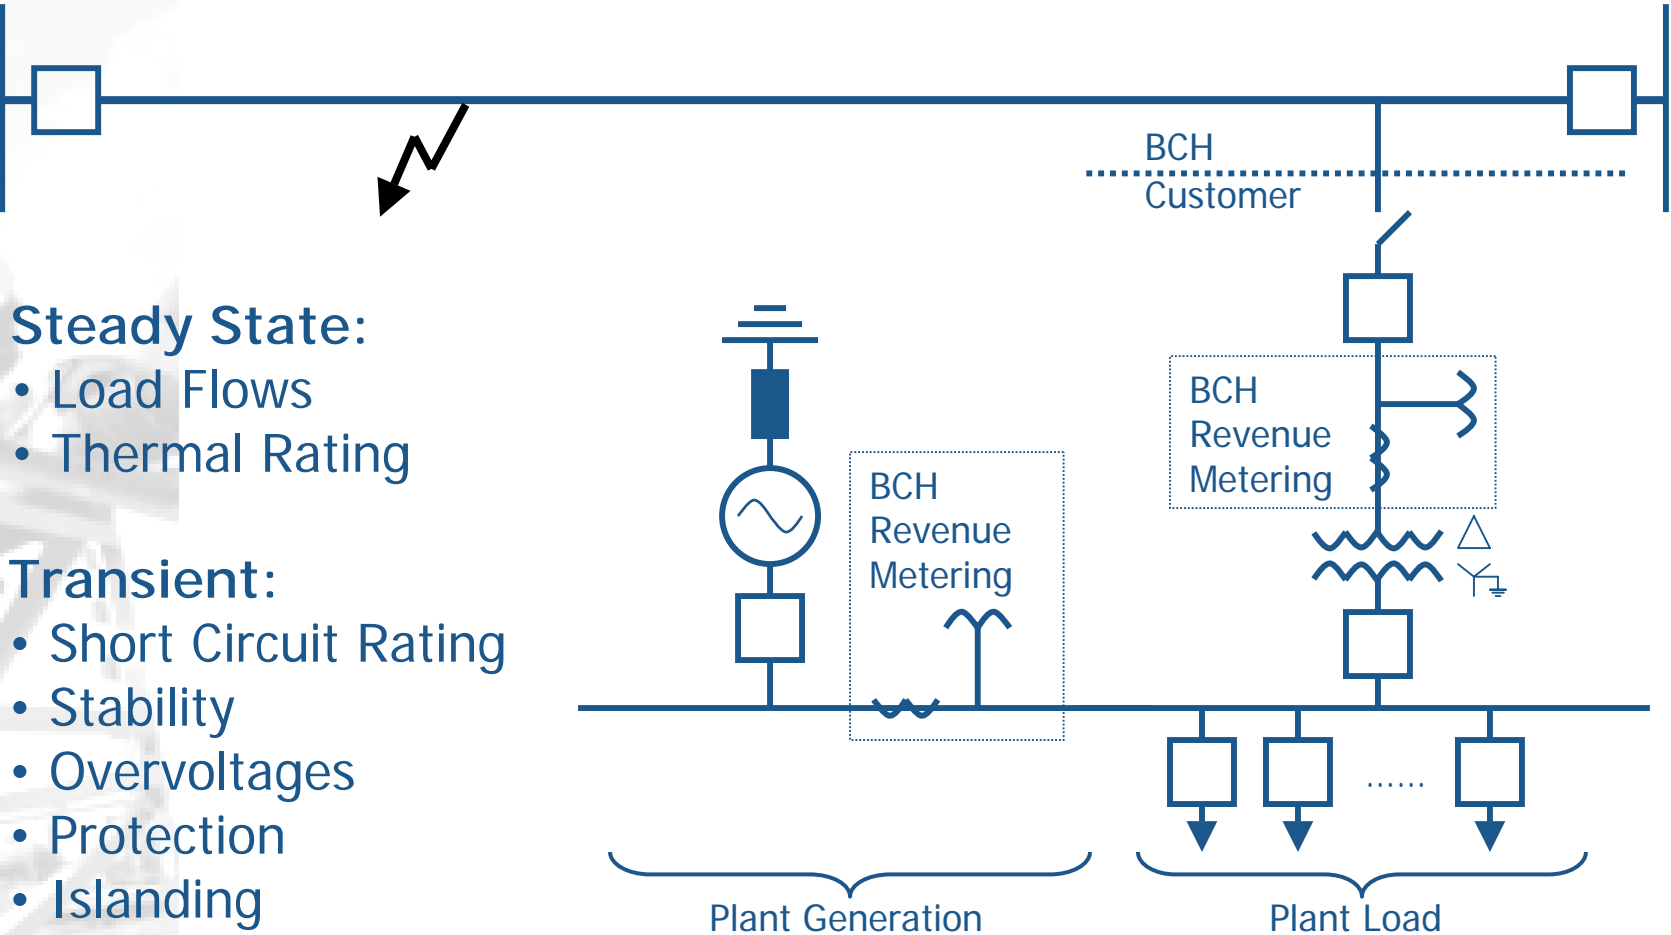 BCH
Customer
Steady State:
• Load Flows
• Thermal Rating
Transient:
• Short Circuit Rating
• Stability
• Overvoltages
• Protection
• Islanding
BCH
Revenue
Metering
BCH
Revenue
Metering
......
Plant Generation
Plant Load